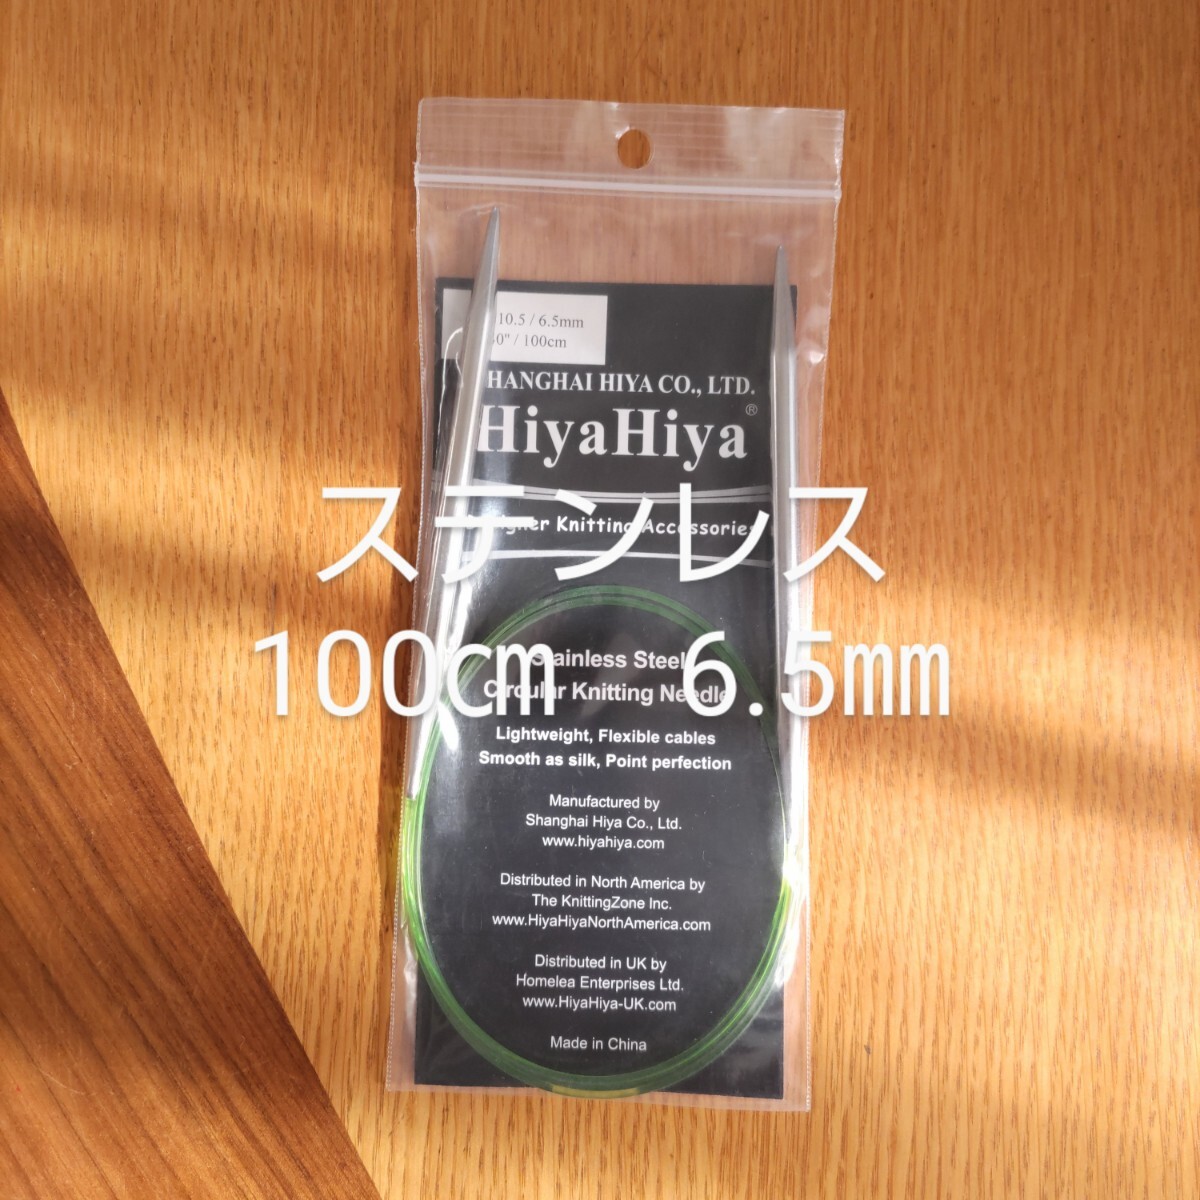 10.5 / 6.5mm
0" / 100cm
SHANGHAI HIYA CO., LTD.
HiyaHiya®
ステンレス
Knitting Accessories
100cm 6.5mm
Stainless Steel
Circular Knitting Needle
Lightweight, Flexible cables
Smooth as silk, Point perfection
Manufactured by
Shanghai Hiya Co., Ltd.
www.hiyahiya.com
Distributed in North America by
The KnittingZone Inc.
www.HiyaHiyaNorthAmerica.com
Distributed in UK by
Homelea Enterprises Ltd.
www.HiyaHiya-UK.com
Made in China